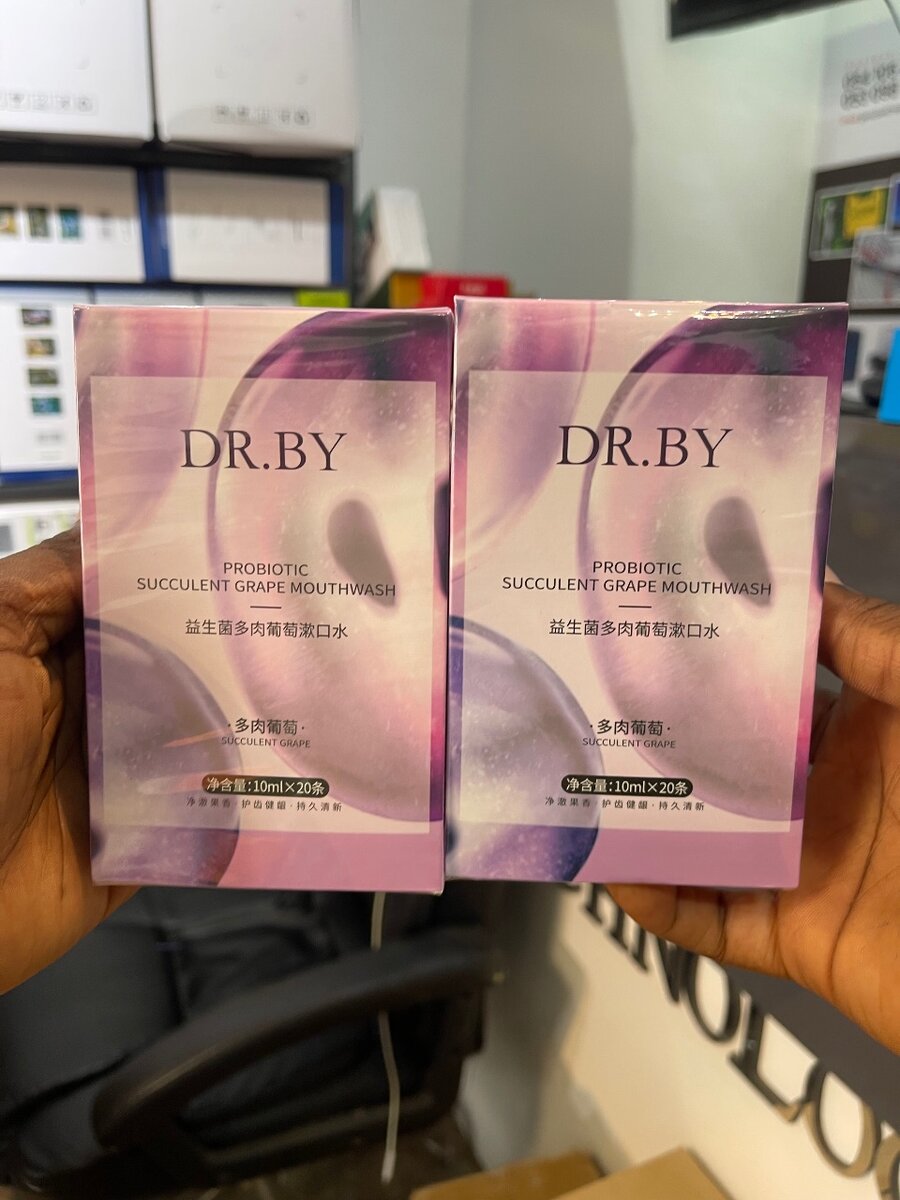 DR.BY
PROBIOTIC
SUCCULENT GRAPE MOUTHWASH
益生菌多肉葡萄漱口水
·多肉葡萄·
SUCCULENT GRAPE
净含量:10ml×20条
净澈果香·护齿健龈·持久清新
DR.BY
PROBIOTIC
SUCCULENT GRAPE MOUTHWASH
益生菌多肉葡萄漱口水
·多肉葡萄·
SUCCULENT GRAPE
净含量:10ml×20条
净澈果香·护齿健龈·持久清新